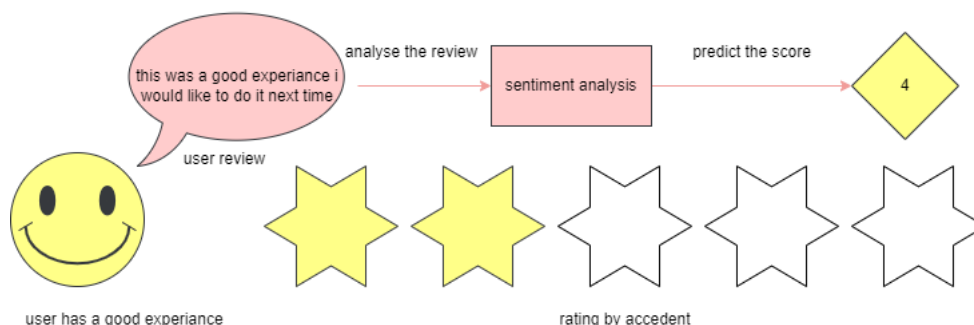 this was a good experiance i
would like to do it next time
analyse the review
sentiment analysis
predict the score
4
user review
user has a good experiance
rating by accedent